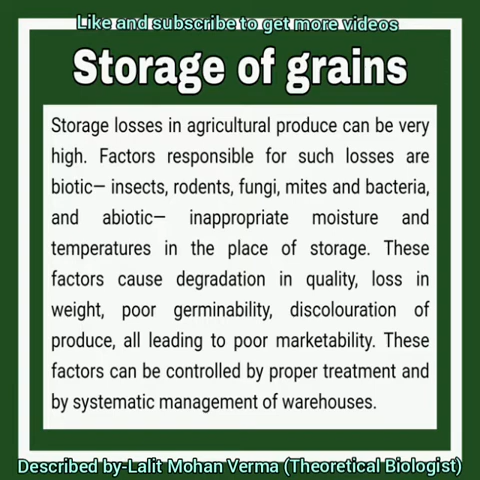 Like and subscribe to get more videos
Storage of grains
Storage losses in agricultural produce can be very
high. Factors responsible for such losses are
biotic— insects, rodents, fungi, mites and bacteria,
and abiotic— inappropriate moisture and
temperatures in the place of storage. These
factors cause degradation in quality, loss in
weight, poor germinability, discolouration of
produce, all leading to poor marketability. These
factors can be controlled by proper treatment and
by systematic management of warehouses.
Described by-Lalit Mohan Verma (Theoretical Biologist)